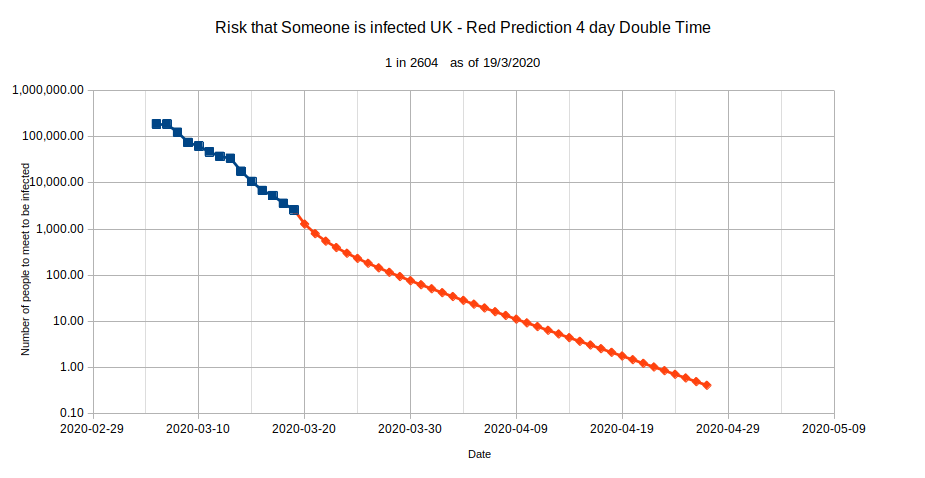 Risk that Someone is infected UK - Red Prediction 4 day Double Time
1 in 2604 as of 19/3/2020
Number of people to meet to be infected
1,000,000.00
100,000.00
10,000.00
1,000.00
100.00
10.00
1.00
0.10
2020-02-29 2020-03-10 2020-03-20 2020-03-30 2020-04-09 2020-04-19 2020-04-29 2020-05-09
Date